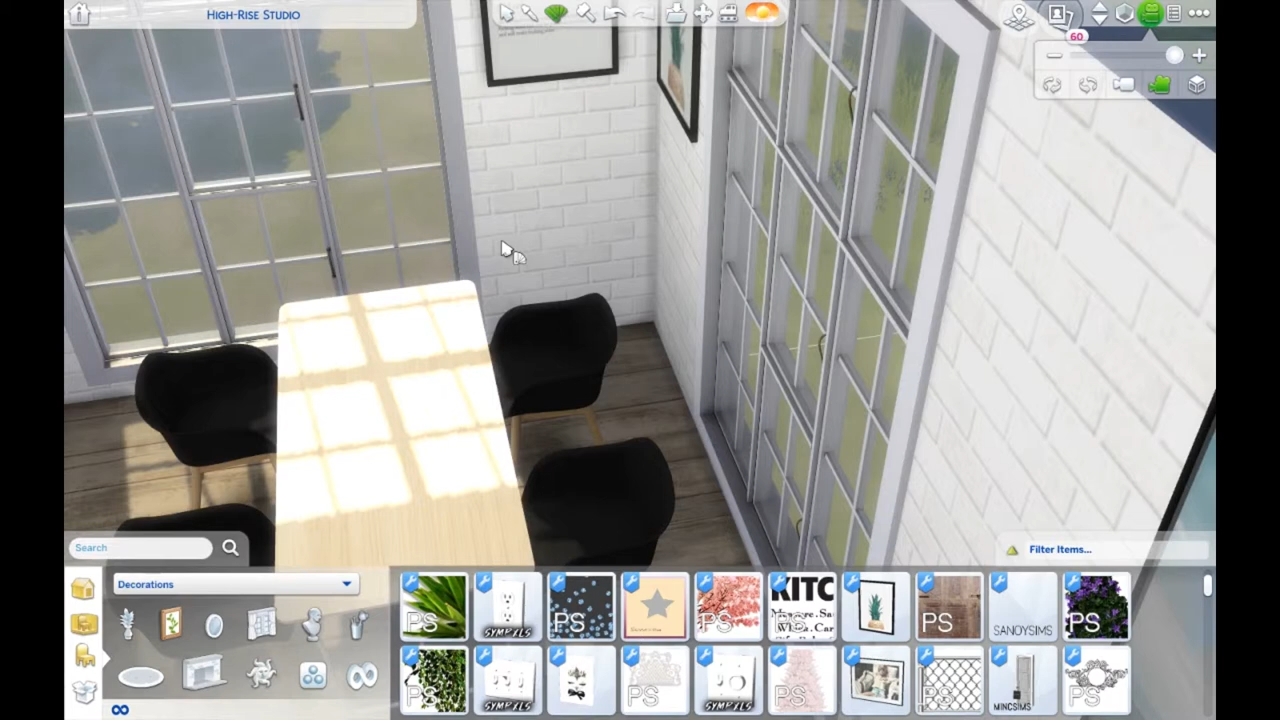 High-Rise Studio
60
Search
Filter Items...
Decorations
PS
SYMPXLS
PS
PS
KITC
PS
PS
SANOYSIMS
PS
PS
SYMPXLS
PS
SYMPXLS
PS
PS
MINCSIMS
PS